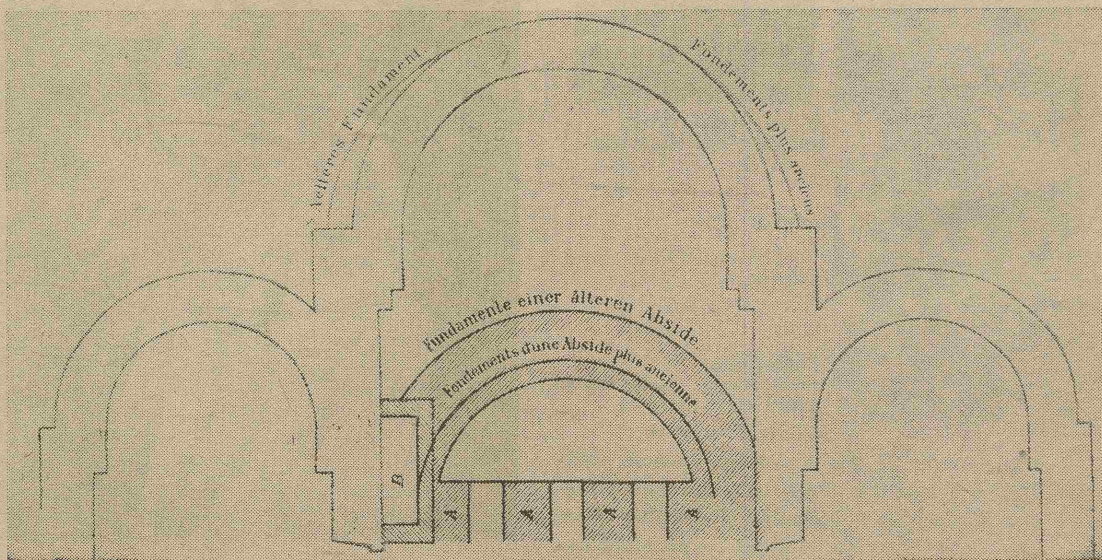 Aelteres Fundament.
Fondements plus anciens
Fundamente einer älteren Abside
Fondements d'une Abside plus ancienne
B
A
A
A
A